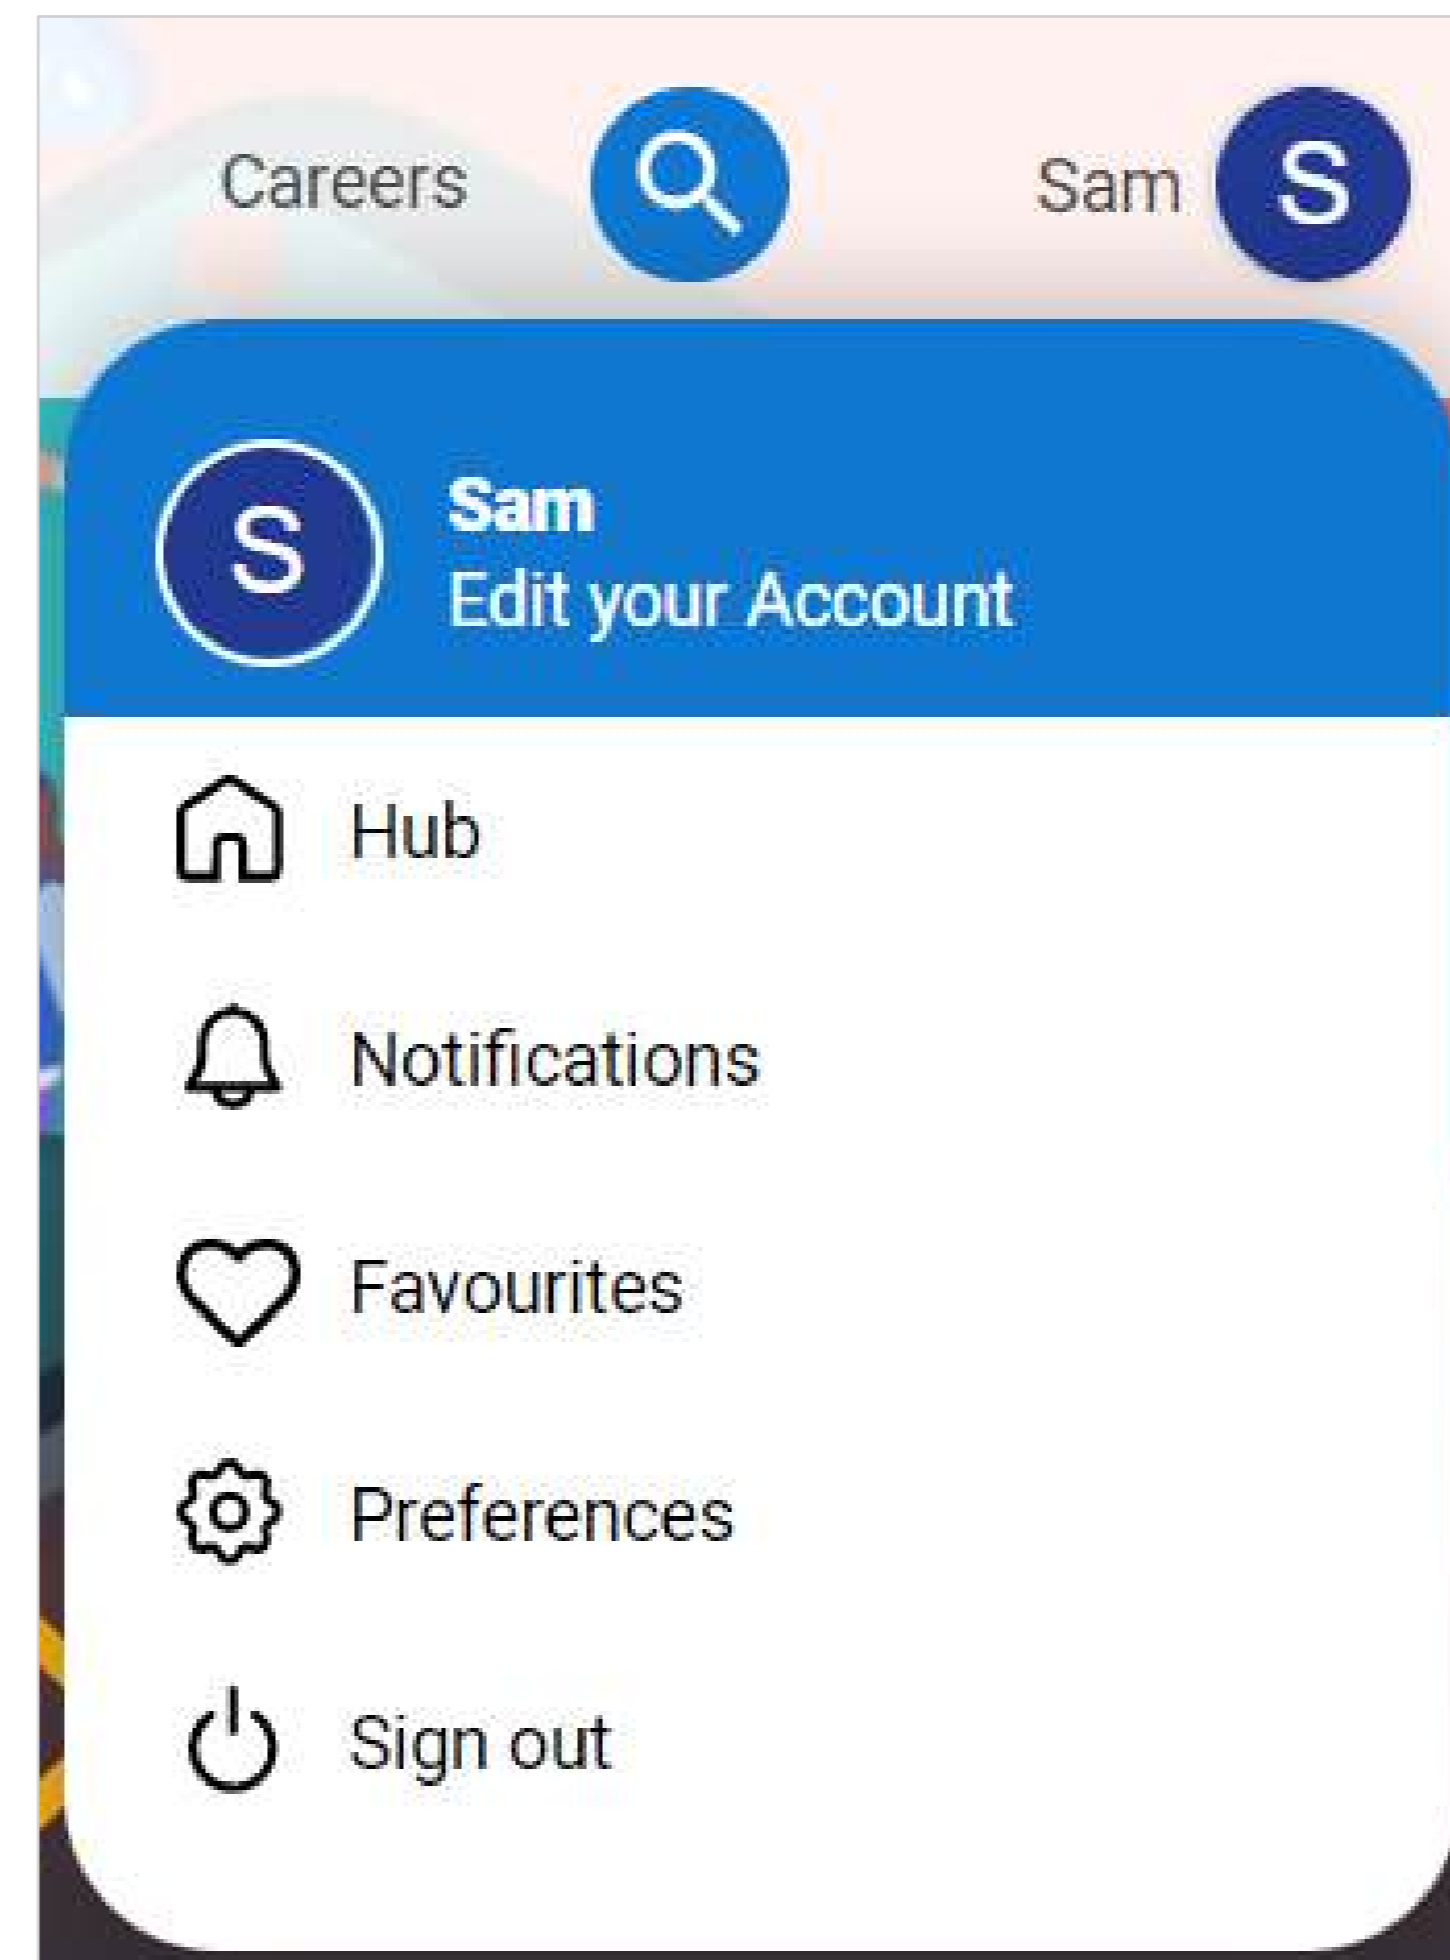 Careers Sam S
S Sam
Edit your Account
Hub
Notifications
Favourites
Preferences
Sign out